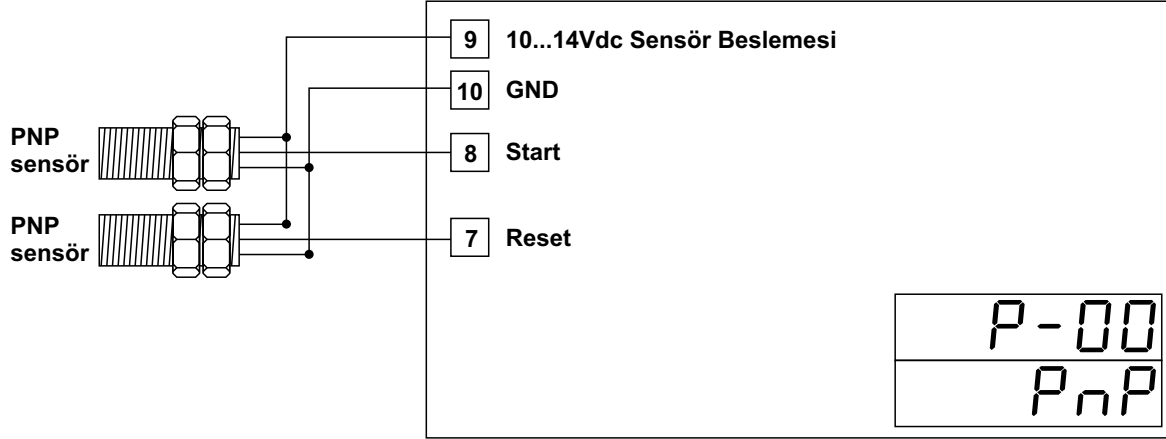 9 10...14Vdc Sensör Beslemesi
10 GND
PNP
sensör
8 Start
PNP
sensör
7 Reset
P-00
PnP